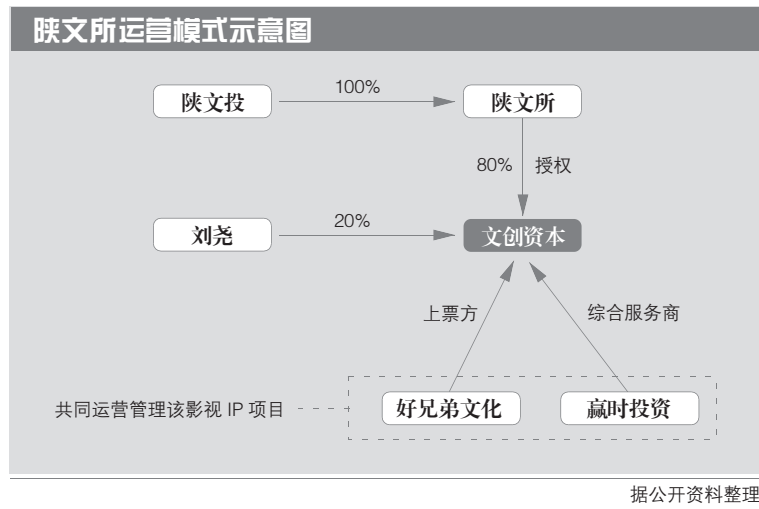 陕文所运营模式示意图
陕文投
100%
陕文所
80%
授权
刘尧
20%
文创资本
上票方
综合服务商
共同运营管理该影视 IP 项目
好兄弟文化
赢时投资
据公开资料整理